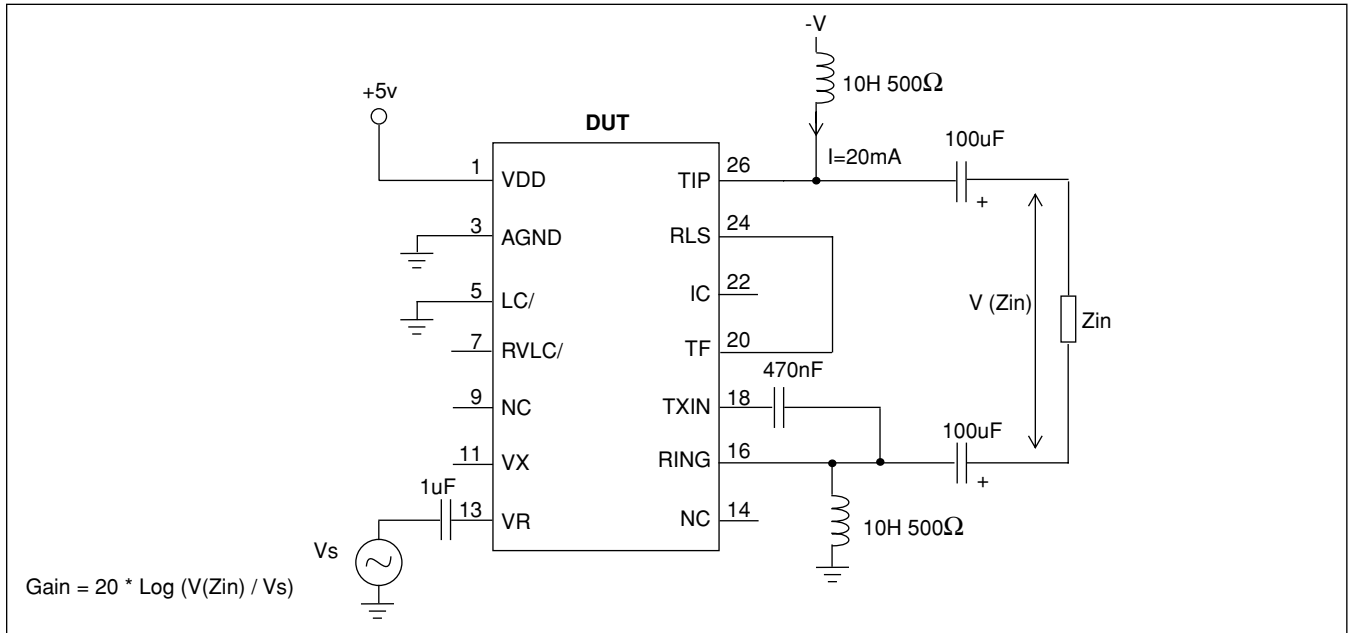 -V
10H 500Ω
+5v
DUT
100uF
I=20mA
1 VDD
TIP 26
3 AGND
RLS 24
5 LC/
IC 22
V (Zin)
Zin
7 RVLC/
TF 20
470nF
9 NC
TXIN 18
100uF
11 VX
RING 16
1uF
13 VR
NC 14
10H 500Ω
+
+
Vs
Gain = 20 * Log (V(Zin) / Vs)